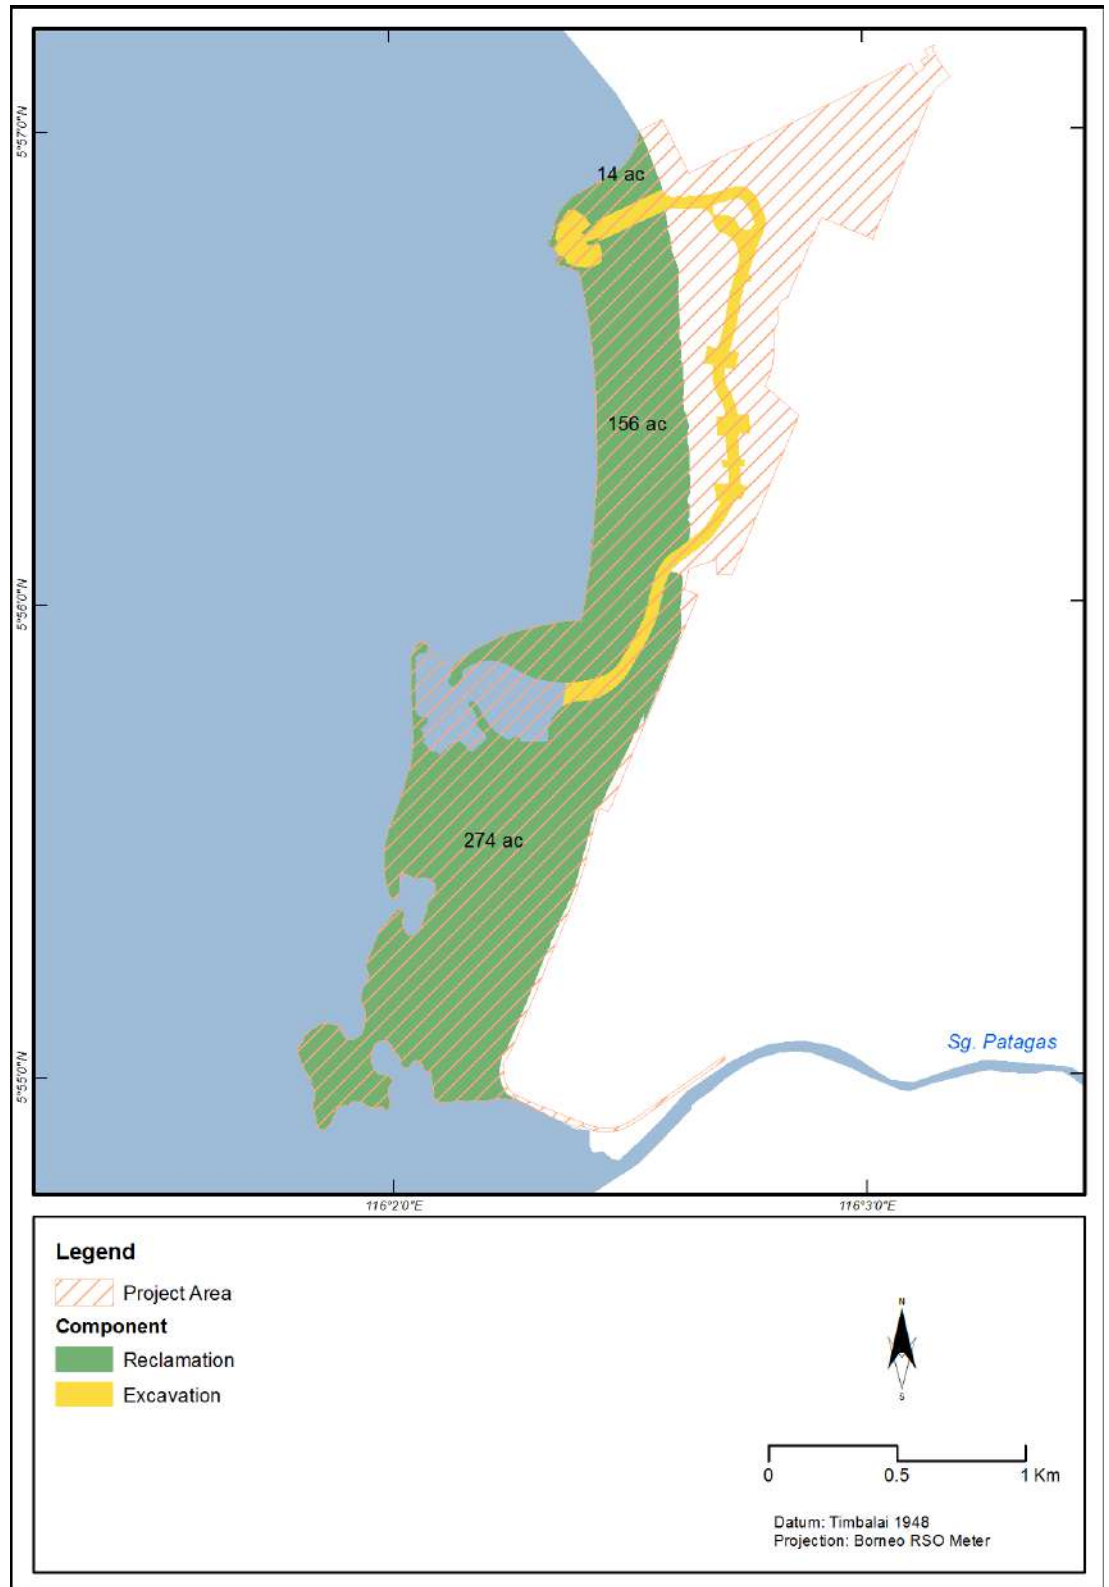 5°57'0"N
14 ac
156 ac
5°56'0"N
274 ac
Sg. Patagas
5°55'0"N
116°2'0"E
116°3'0"E
Legend
Project Area
Component
Reclamation
Excavation
N
S
0 0.5 1 Km
Datum: Timbalai 1948
Projection: Borneo RSO Meter